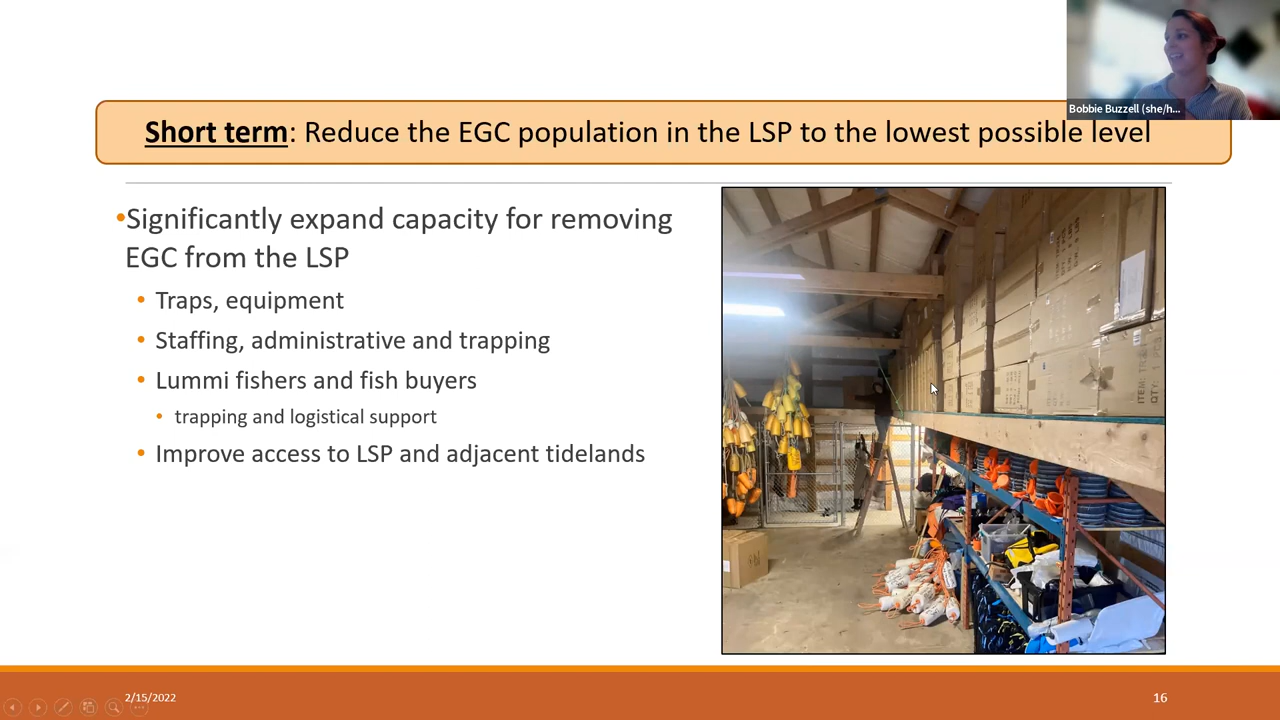 Bobbie Buzzell (she/h...
Short term: Reduce the EGC population in the LSP to the lowest possible level
•Significantly expand capacity for removing
EGC from the LSP
• Traps, equipment
• Staffing, administrative and trapping
• Lummi fishers and fish buyers
• trapping and logistical support
• Improve access to LSP and adjacent tidelands
2/15/2022
16